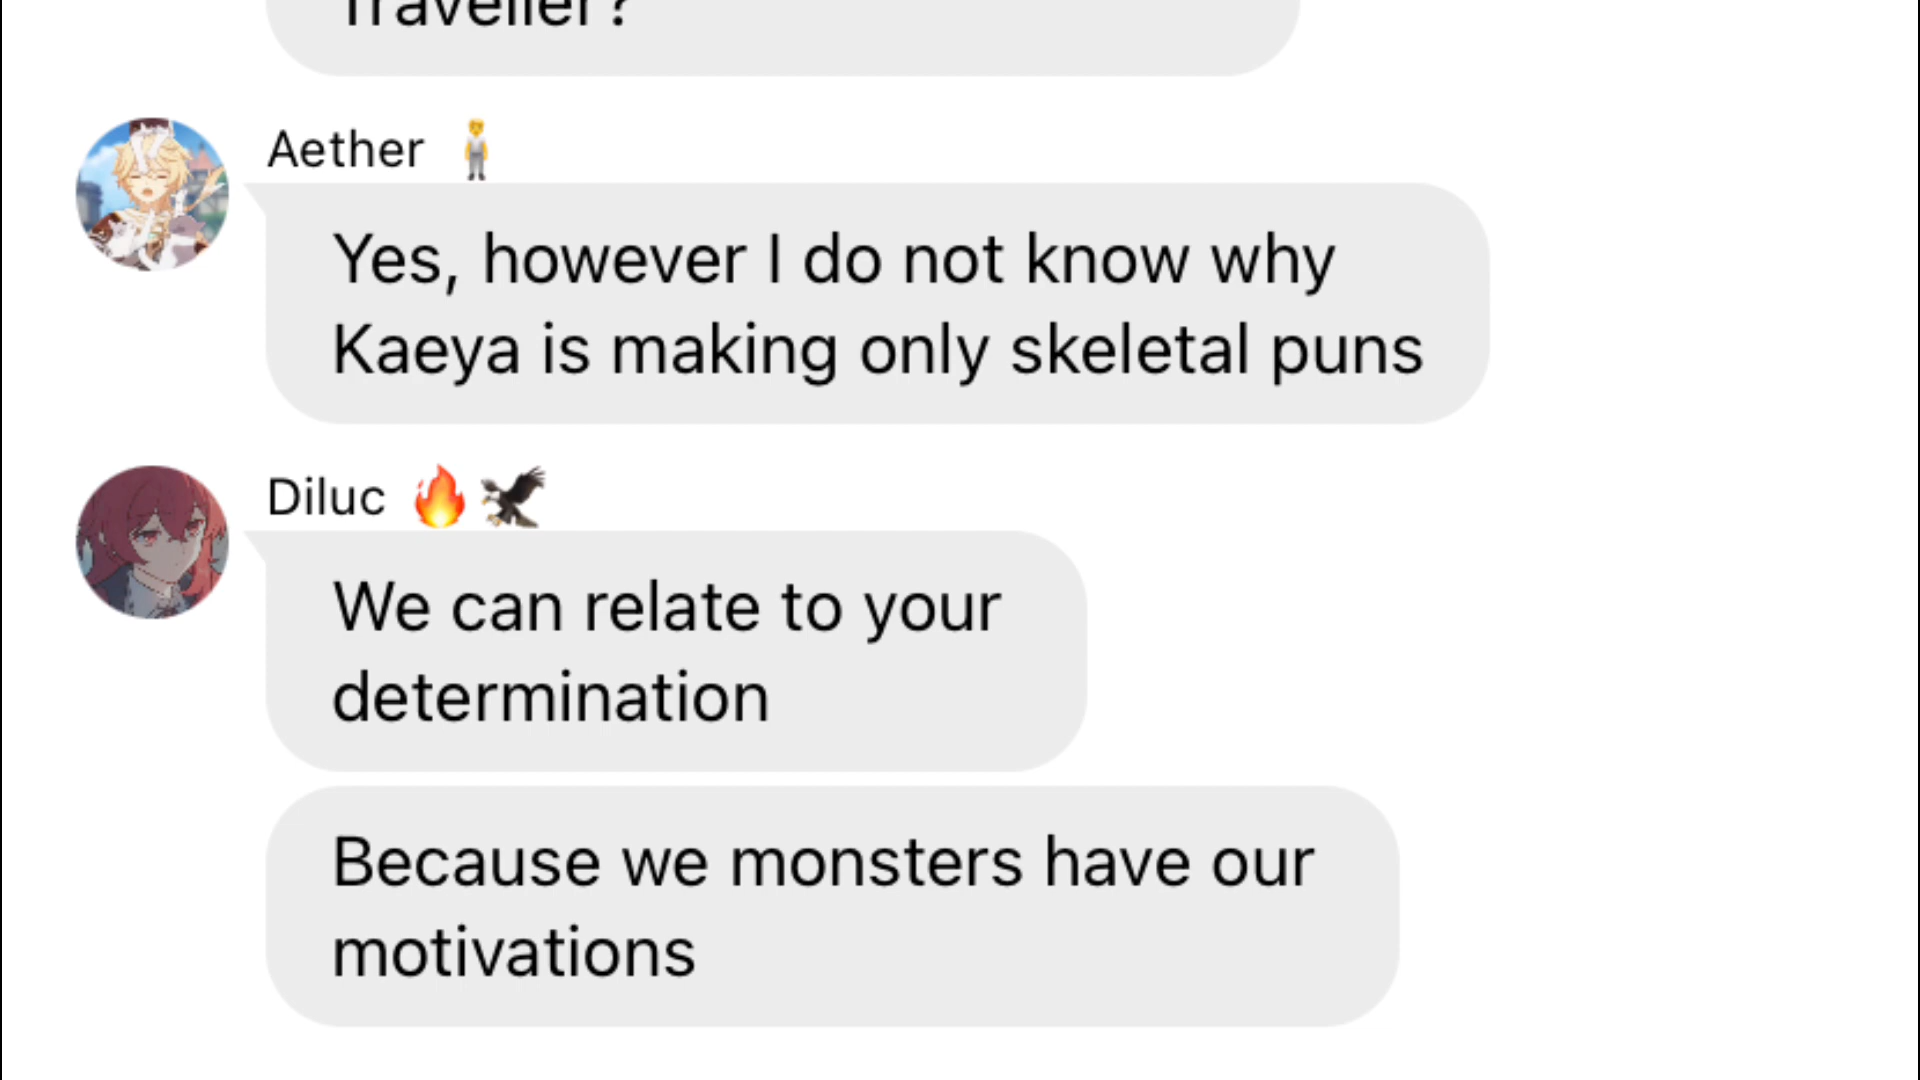 Traveller?
Aether 🧍
Yes, however I do not know why
Kaeya is making only skeletal puns
Diluc 🔥🦅
We can relate to your
determination
Because we monsters have our
motivations